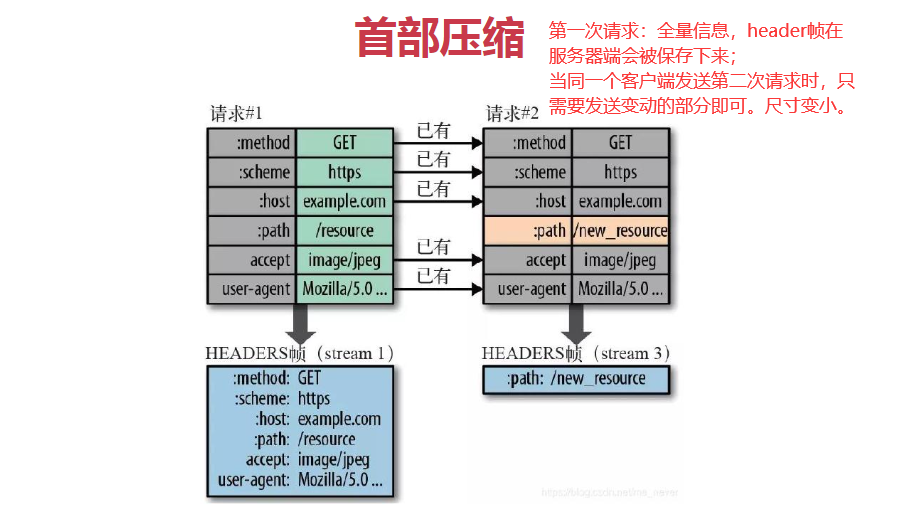 首部压缩
第一次请求：全量信息，header帧在
服务器端会被保存下来；
当同一个客户端发送第二次请求时，只
需要发送变动的部分即可。尺寸变小。
请求#1
:method GET
:scheme https
:host example.com
:path /resource
accept image/jpeg
user-agent Mozilla/5.0 ...
已有
已有
已有
已有
已有
请求#2
:method GET
:scheme https
:host example.com
:path /new_resource
accept image/jpeg
user-agent Mozilla/5.0 ...
HEADERS帧（stream 1）
:method: GET
:scheme: https
:host: example.com
:path: /resource
accept: image/jpeg
user-agent: Mozilla/5.0 ...
HEADERS帧（stream 3）
:path: /new_resource